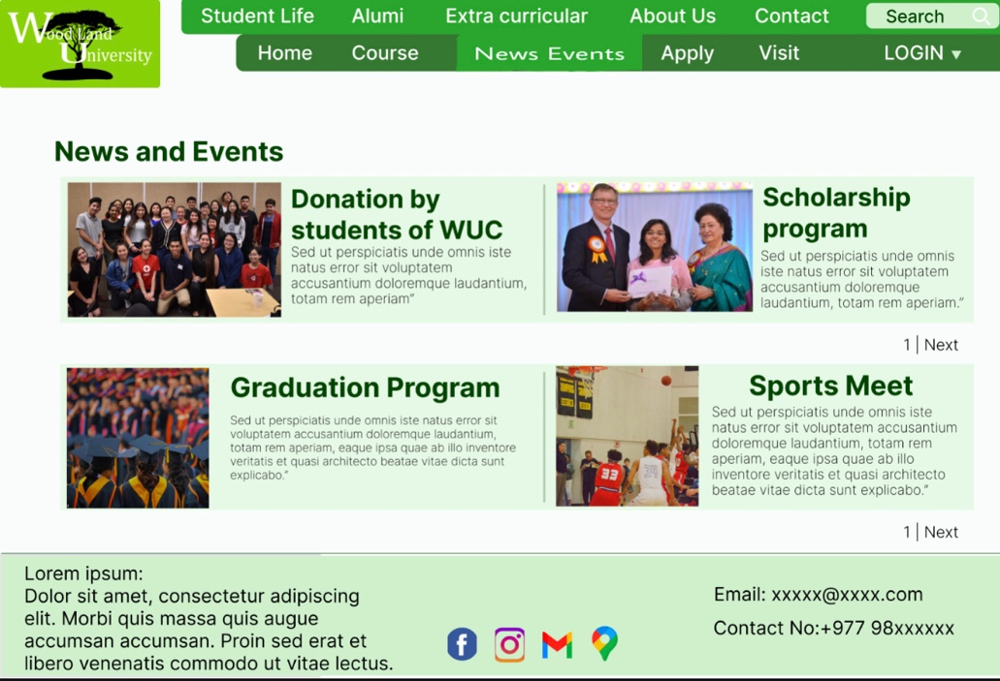 Wood Land
University
Student Life Alumi Extra curricular About Us Contact Search
Home Course News Events Apply Visit LOGIN ▼
News and Events
Donation by
students of WUC
Sed ut perspiciatis unde omnis iste
natus error sit voluptatem
accusantium doloremque laudantium,
totam rem aperiam”
Scholarship
program
Sed ut perspiciatis unde omnis
iste natus error sit voluptatem
accusantium doloremque
laudantium, totam rem aperiam.”
1 | Next
Graduation Program
Sed ut perspiciatis unde omnis iste natus error sit
voluptatem accusantium doloremque laudantium,
totam rem aperiam, eaque ipsa quae ab illo inventore
veritatis et quasi architecto beatae vitae dicta sunt
explicabo.”
33
Sports Meet
Sed ut perspiciatis unde omnis iste
natus error sit voluptatem accusantium
doloremque laudantium, totam rem
aperiam, eaque ipsa quae ab illo
inventore veritatis et quasi architecto
beatae vitae dicta sunt explicabo.”
1 | Next
Lorem ipsum:
Dolor sit amet, consectetur adipiscing
elit. Morbi quis massa quis augue
accumsan accumsan. Proin sed erat et
libero venenatis commodo ut vitae lectus.
Email: xxxxx@xxxx.com
Contact No:+977 98xxxxxx